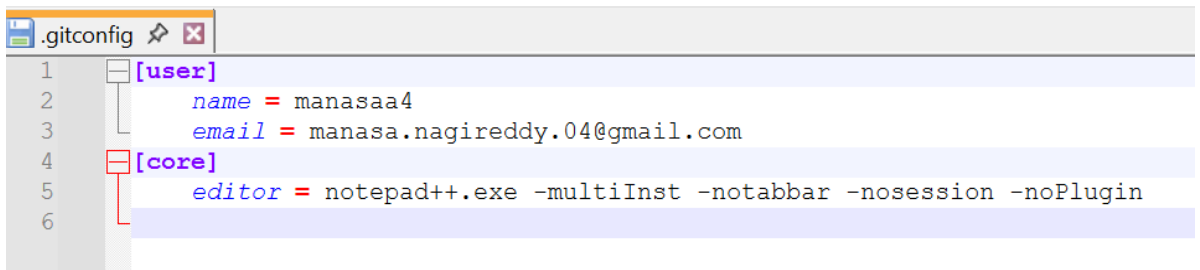 .gitconfig
1 [user]
2 name = manasaa4
3 email = manasa.nagireddy.04@gmail.com
4 [core]
5 editor = notepad++.exe -multiInst -notabbar -nosession -noPlugin
6